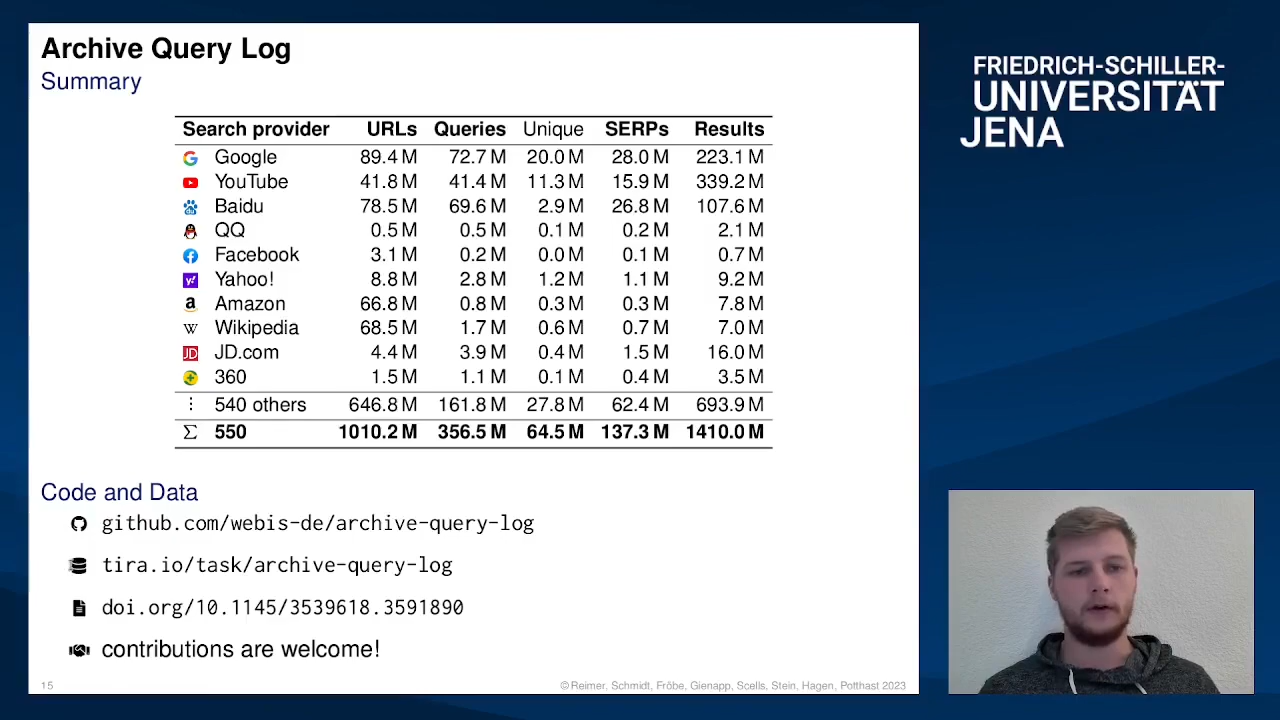 Archive Query Log
Summary
Search provider URLs Queries Unique SERPs Results
Google 89.4 M 72.7 M 20.0 M 28.0 M 223.1 M
YouTube 41.8 M 41.4 M 11.3 M 15.9 M 339.2 M
Baidu 78.5 M 69.6 M 2.9 M 26.8 M 107.6 M
QQ 0.5 M 0.5 M 0.1 M 0.2 M 2.1 M
Facebook 3.1 M 0.2 M 0.0 M 0.1 M 0.7 M
Yahoo! 8.8 M 2.8 M 1.2 M 1.1 M 9.2 M
Amazon 66.8 M 0.8 M 0.3 M 0.3 M 7.8 M
Wikipedia 68.5 M 1.7 M 0.6 M 0.7 M 7.0 M
JD.com 4.4 M 3.9 M 0.4 M 1.5 M 16.0 M
360 1.5 M 1.1 M 0.1 M 0.4 M 3.5 M
⋮ 540 others 646.8 M 161.8 M 27.8 M 62.4 M 693.9 M
Σ 550 1010.2 M 356.5 M 64.5 M 137.3 M 1410.0 M
Code and Data
github.com/webis-de/archive-query-log
tira.io/task/archive-query-log
doi.org/10.1145/3539618.3591890
contributions are welcome!
15
© Reimer, Schmidt, Fröbe, Gienapp, Scells, Stein, Hagen, Potthast 2023
FRIEDRICH-SCHILLER-
UNIVERSITÄT
JENA